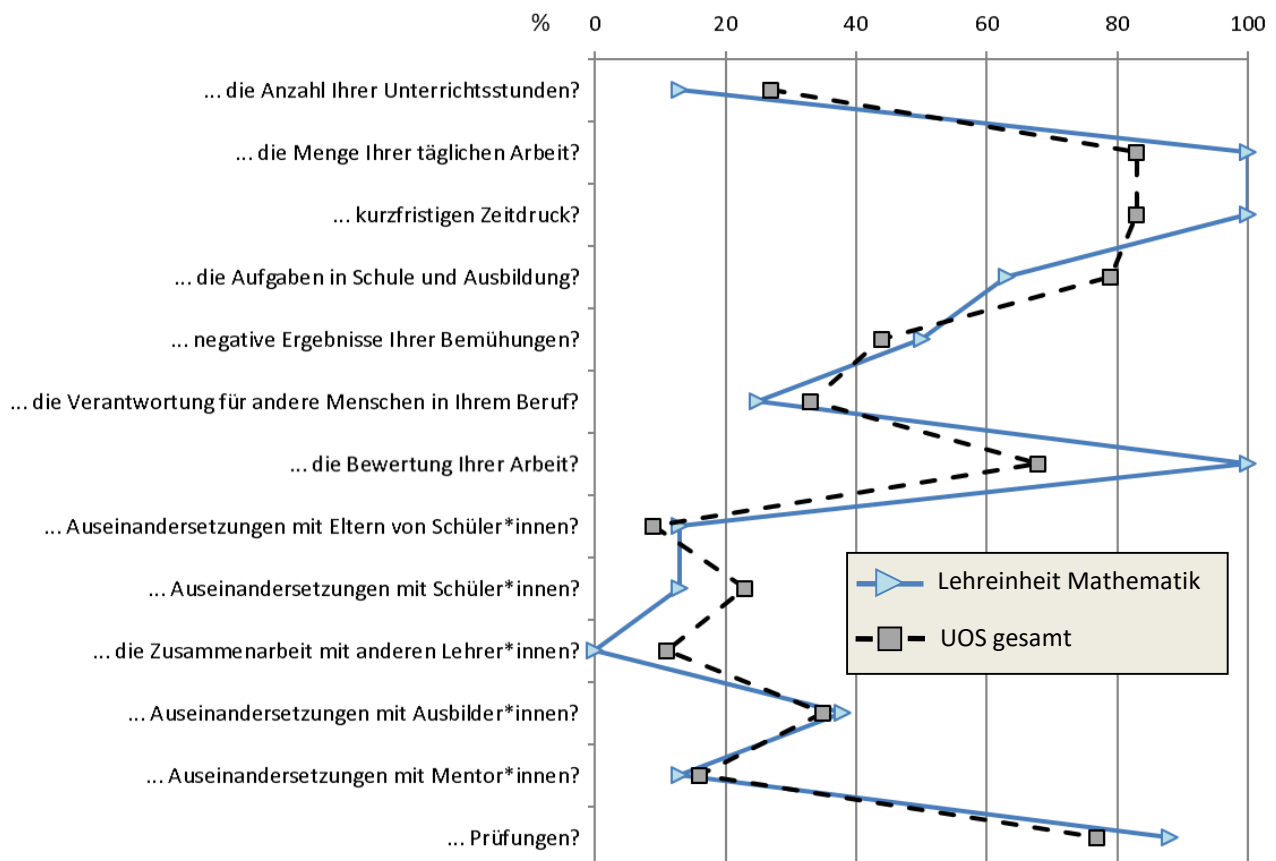 % 0 20 40 60 80 100
... die Anzahl Ihrer Unterrichtsstunden?
... die Menge Ihrer täglichen Arbeit?
... kurzfristigen Zeitdruck?
... die Aufgaben in Schule und Ausbildung?
... negative Ergebnisse Ihrer Bemühungen?
... die Verantwortung für andere Menschen in Ihrem Beruf?
... die Bewertung Ihrer Arbeit?
... Auseinandersetzungen mit Eltern von Schüler*innen?
... Auseinandersetzungen mit Schüler*innen?
... die Zusammenarbeit mit anderen Lehrer*innen?
... Auseinandersetzungen mit Ausbilder*innen?
... Auseinandersetzungen mit Mentor*innen?
... Prüfungen?
Lehreinheit Mathematik
UOS gesamt